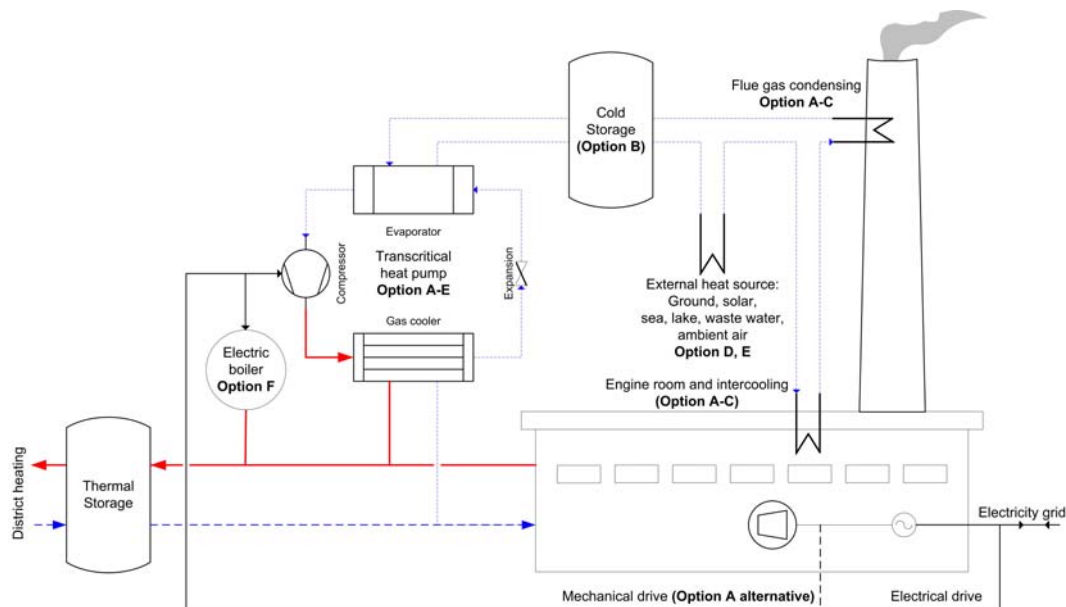 Flue gas condensing
Option A-C
Cold
Storage
(Option B)
Evaporator
Compressor
Transcritical
heat pump
Option A-E
Expansion
Gas cooler
External heat source:
Ground, solar,
sea, lake, waste water,
ambient air
Option D, E
Electric
boiler
Option F
Engine room and intercooling
(Option A-C)
District heating
Thermal
Storage
Electricity grid
Mechanical drive (Option A alternative)
Electrical drive